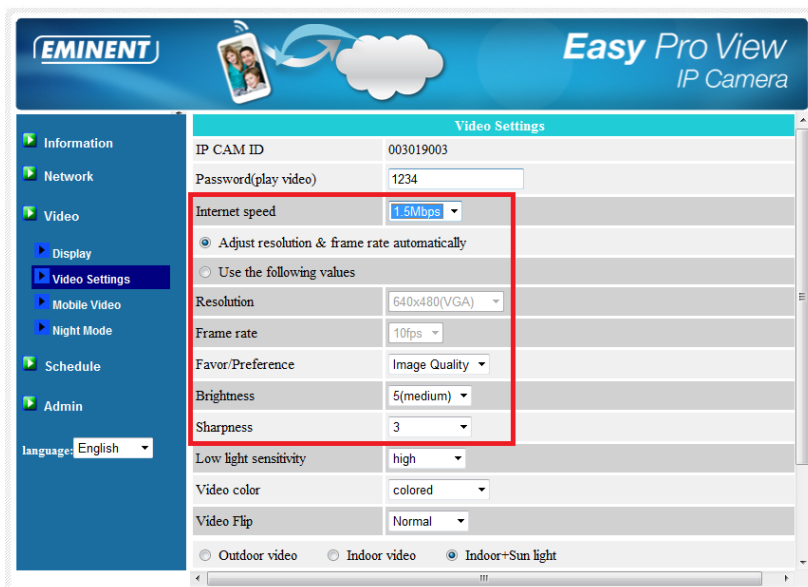 EMINENT
Easy Pro View
IP Camera
Information
Network
Video
Display
Video Settings
Mobile Video
Night Mode
Schedule
Admin
language: English
Video Settings
IP CAM ID 003019003
Password(play video) 1234
Internet speed 1.5Mbps
Adjust resolution & frame rate automatically
Use the following values
Resolution 640x480(VGA)
Frame rate 10fps
Favor/Preference Image Quality
Brightness 5(medium)
Sharpness 3
Low light sensitivity high
Video color colored
Video Flip Normal
Outdoor video Indoor video Indoor+Sun light